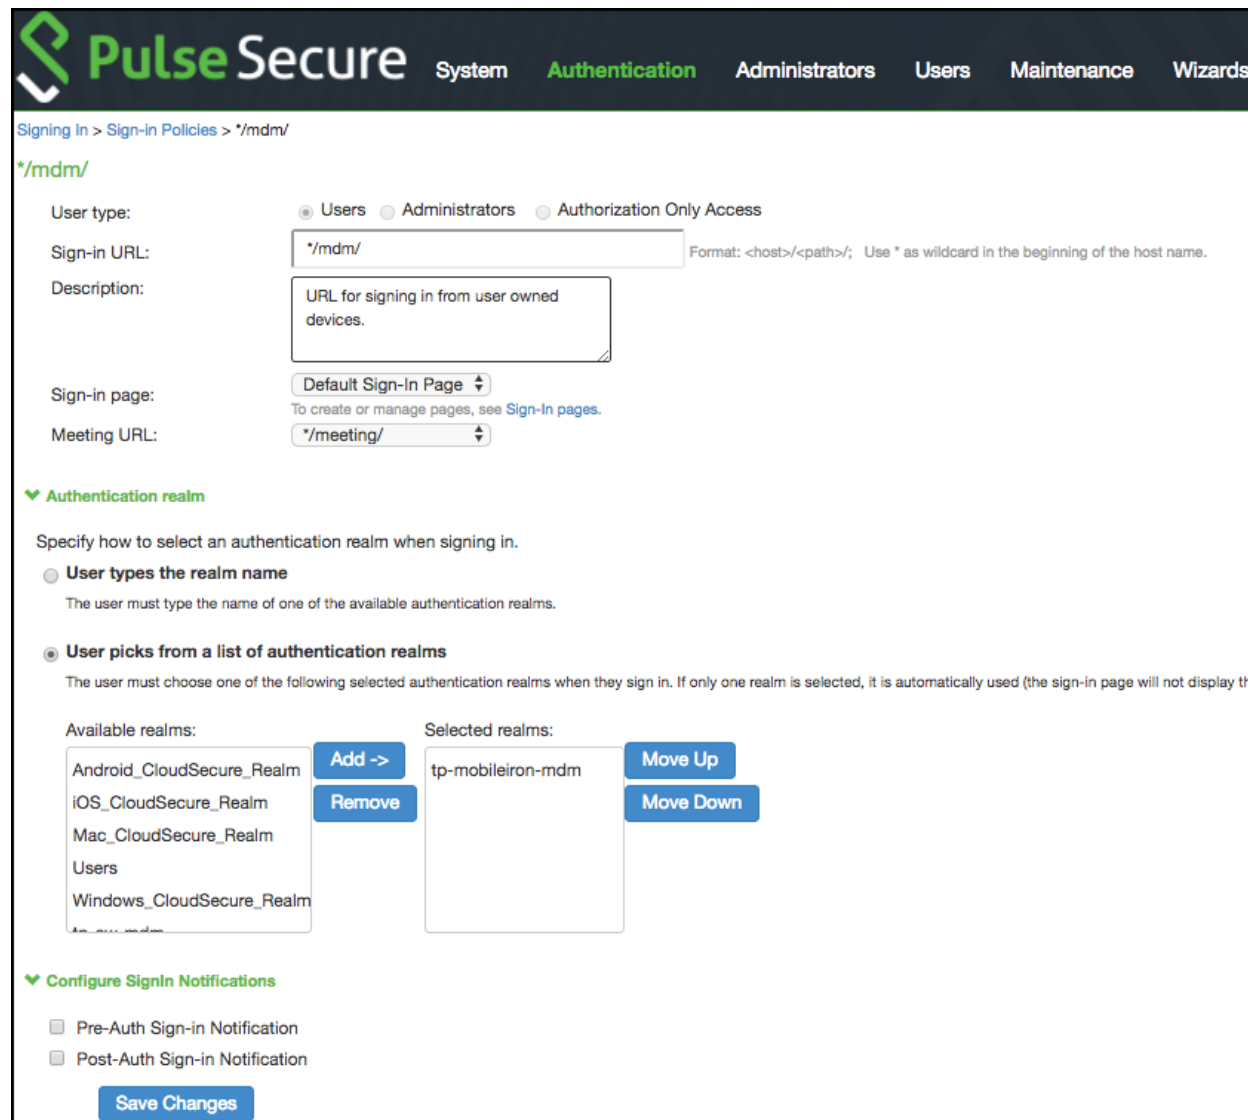 Pulse Secure System Authentication Administrators Users Maintenance Wizards
Signing In > Sign-in Policies > */mdm/
*/mdm/
User type: Users Administrators Authorization Only Access
Sign-in URL: */mdm/ Format: <host>/<path>/; Use * as wildcard in the beginning of the host name.
Description: URL for signing in from user owned
devices.
Sign-in page: Default Sign-In Page
To create or manage pages, see Sign-In pages.
Meeting URL: */meeting/
Authentication realm
Specify how to select an authentication realm when signing in.
User types the realm name
The user must type the name of one of the available authentication realms.
User picks from a list of authentication realms
The user must choose one of the following selected authentication realms when they sign in. If only one realm is selected, it is automatically used (the sign-in page will not display
Available realms: Selected realms:
Android_CloudSecure_Realm Add -> tp-mobileiron-mdm Move Up
iOS_CloudSecure_Realm Remove Move Down
Mac_CloudSecure_Realm
Users
Windows_CloudSecure_Realm
Configure SignIn Notifications
Pre-Auth Sign-in Notification
Post-Auth Sign-in Notification
Save Changes